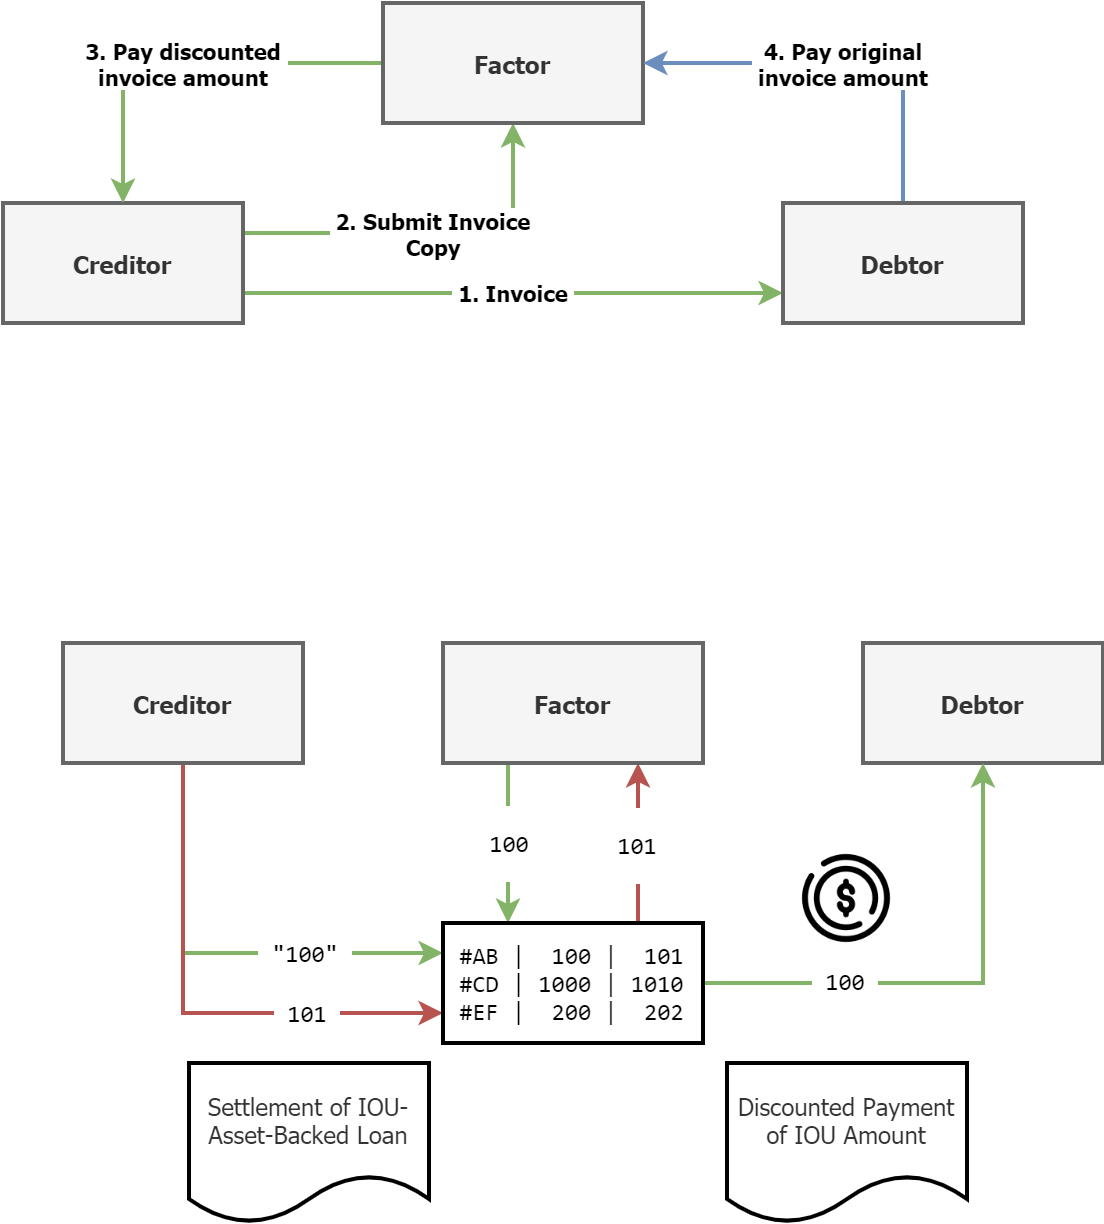 Factor
3. Pay discounted
invoice amount
4. Pay original
invoice amount
Creditor
2. Submit Invoice
Copy
1. Invoice
Debtor
Creditor
Factor
Debtor
100
101
$
"100"
101
#AB | 100 | 101
#CD | 1000 | 1010
#EF | 200 | 202
100
Settlement of IOU-
Asset-Backed Loan
Discounted Payment
of IOU Amount